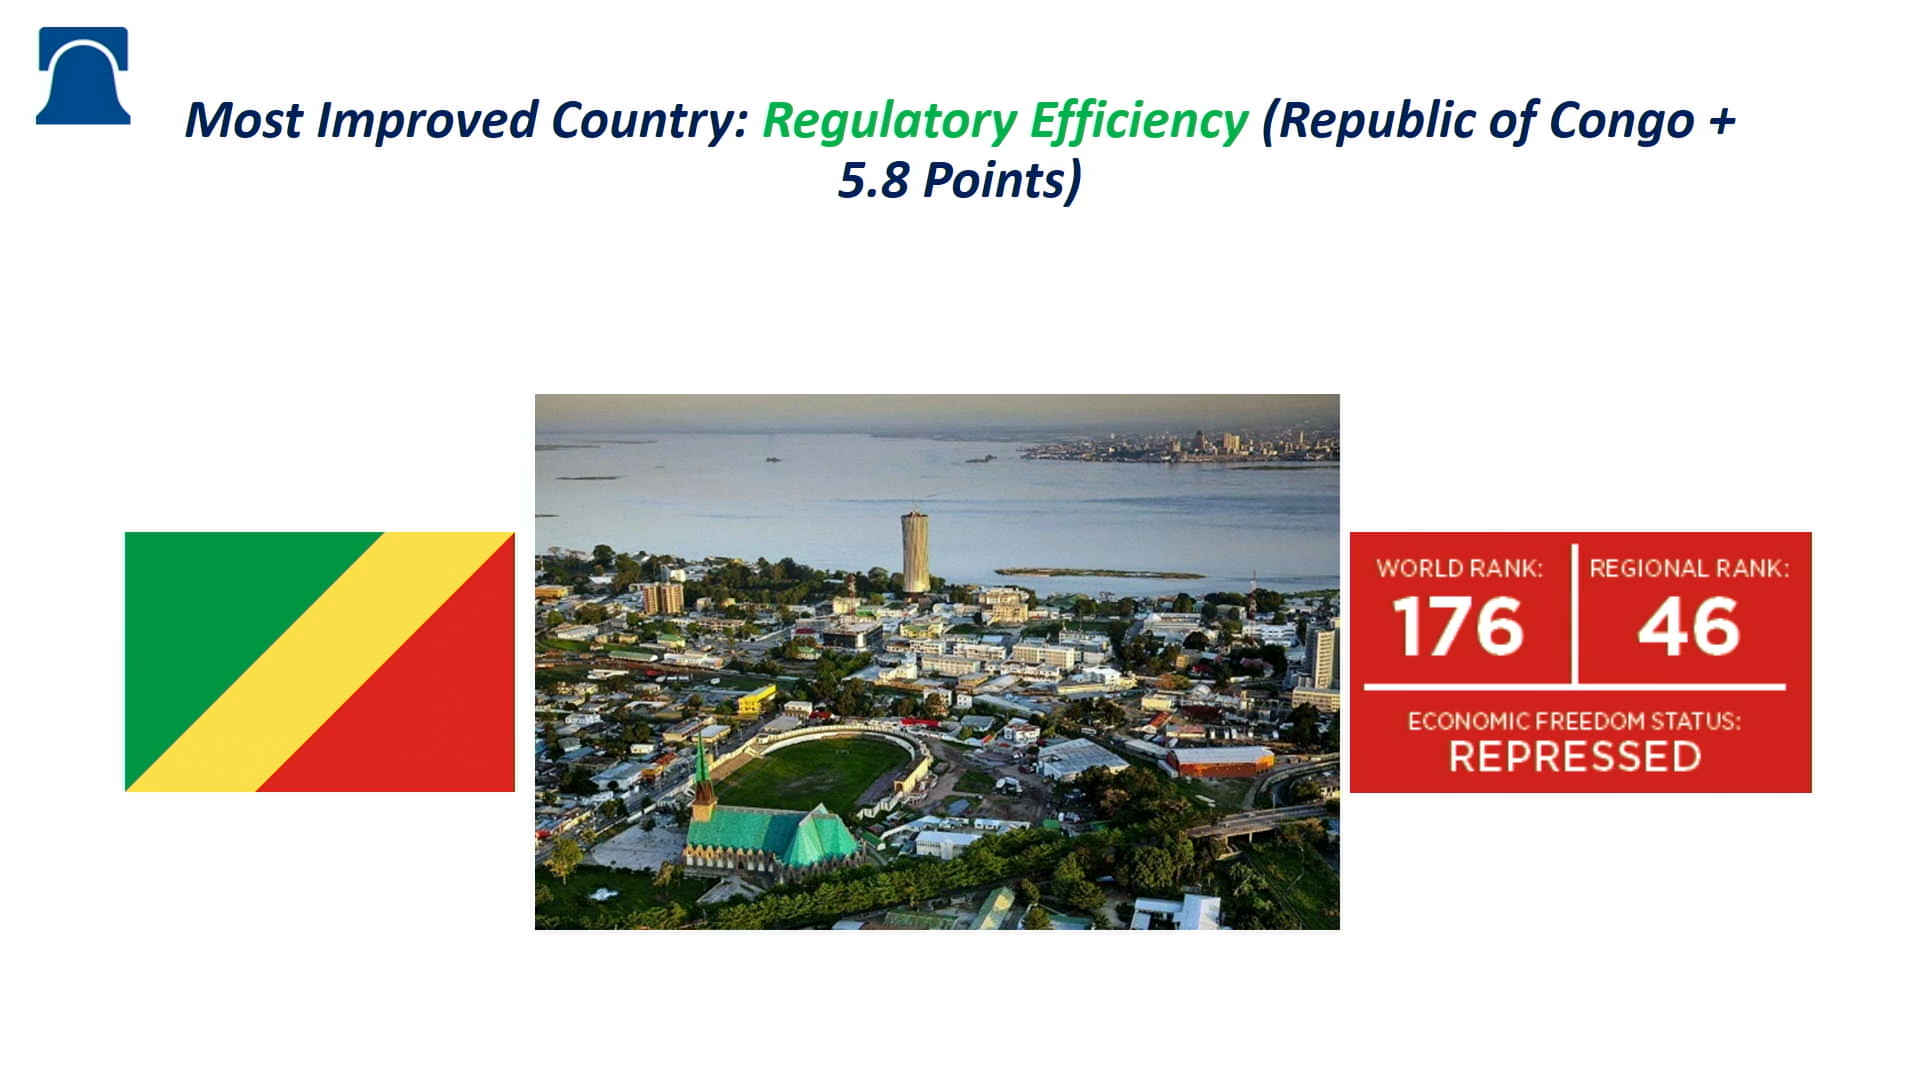 Most Improved Country: Regulatory Efficiency (Republic of Congo +
5.8 Points)
WORLD RANK:
176
REGIONAL RANK:
46
ECONOMIC FREEDOM STATUS:
REPRESSED